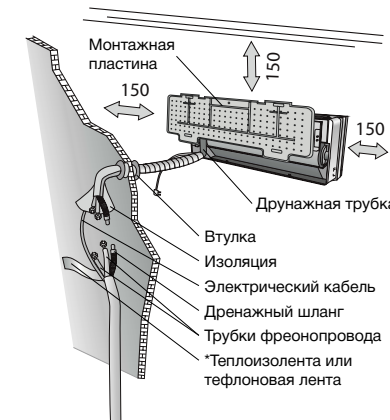 Монтажная
пластина
150
150
150
Друнажная трубка
Втулка
Изоляция
Электрический кабель
Дренажный шланг
Трубки фреонопровода
*Теплоизолента или
тефлоновая лента